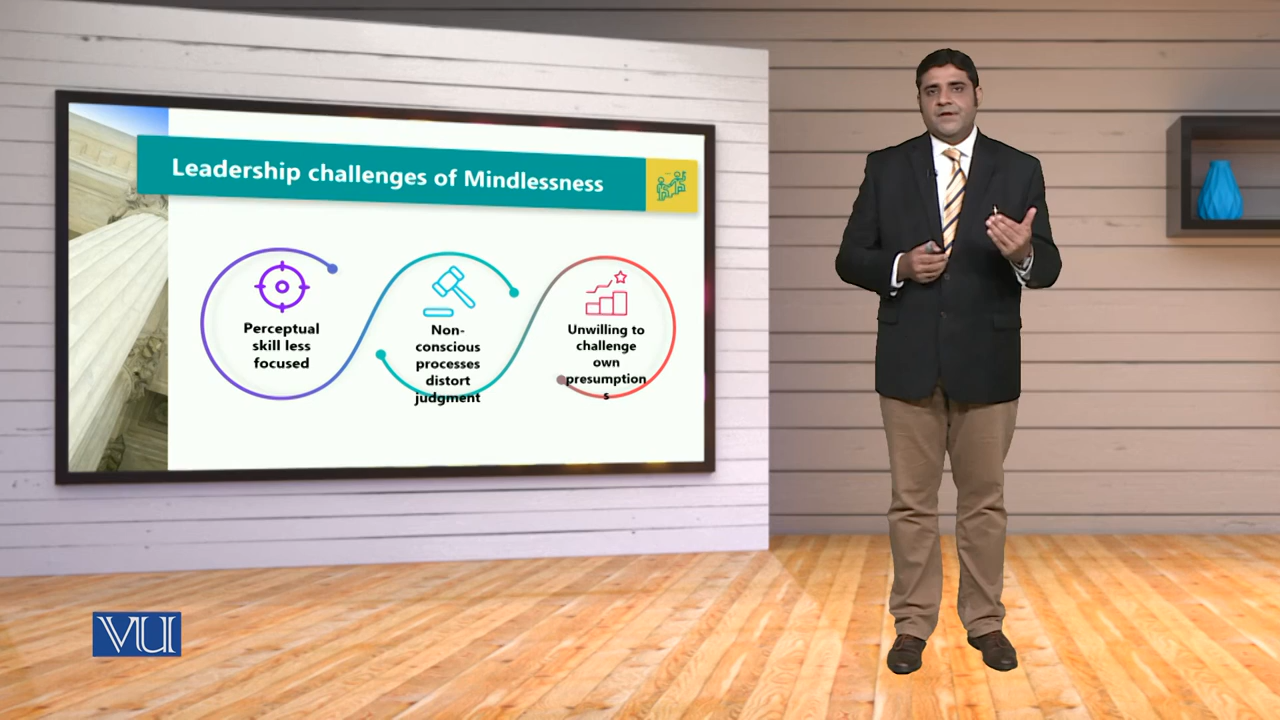 Leadership challenges of Mindlessness
Perceptual
skill less
focused
Non-
conscious
processes
distort
judgment
Unwilling to
challenge
own
presumption
s
VU